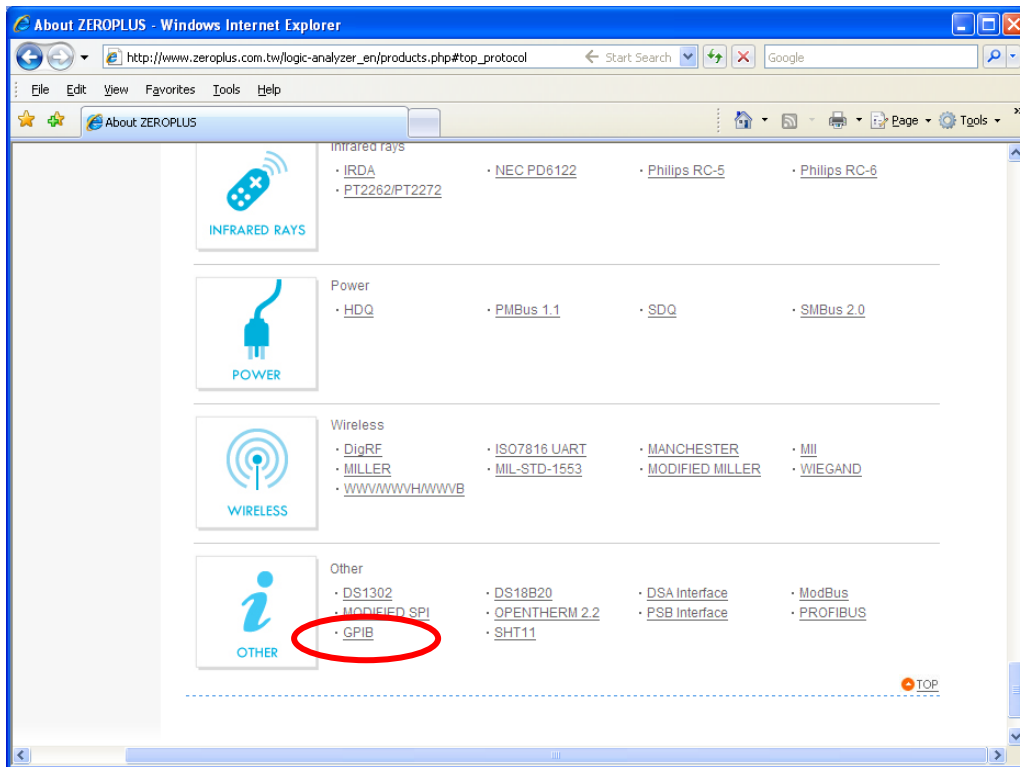 About ZEROPLUS - Windows Internet Explorer
http://www.zeroplus.com.tw/logic-analyzer_en/products.php#top_protocol Start Search Google
File Edit View Favorites Tools Help
About ZEROPLUS Page Tools
Infrared rays
· IRDA · NEC PD6122 · Philips RC-5 · Philips RC-6
· PT2262/PT2272
INFRARED RAYS
Power
· HDQ · PMBus 1.1 · SDQ · SMBus 2.0
POWER
Wireless
· DigRF · ISO7816 UART · MANCHESTER · MII
· MILLER · MIL-STD-1553 · MODIFIED MILLER · WIEGAND
· WWV/WWVH/WWVB
WIRELESS
Other
· DS1302 · DS18B20 · DSA Interface · ModBus
· MODIFIED SPI · OPENTHERM 2.2 · PSB Interface · PROFIBUS
· GPIB · SHT11
OTHER
TOP